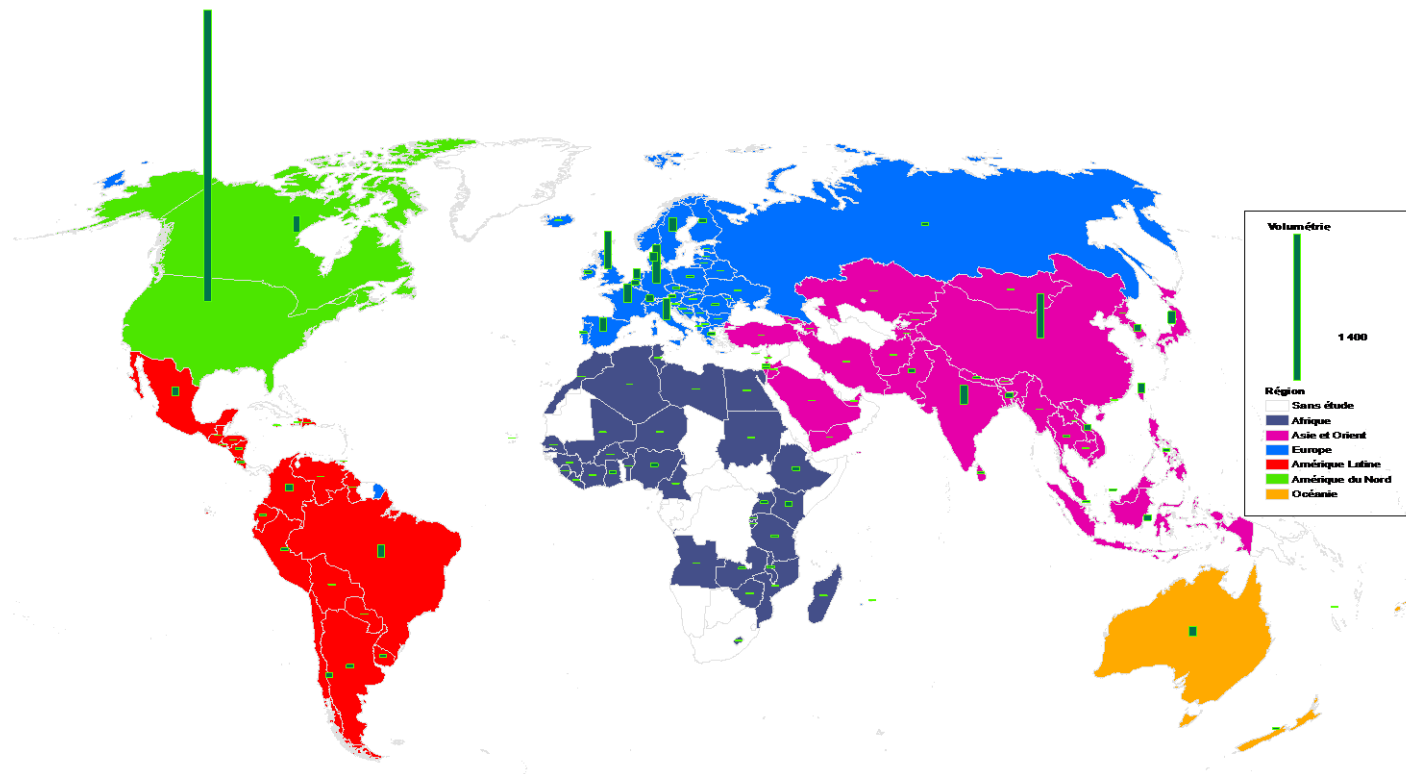 Volumétrie
1 400
Région
Sans étude
Afrique
Asie et Orient
Europe
Amérique Latine
Amérique du Nord
Océanie